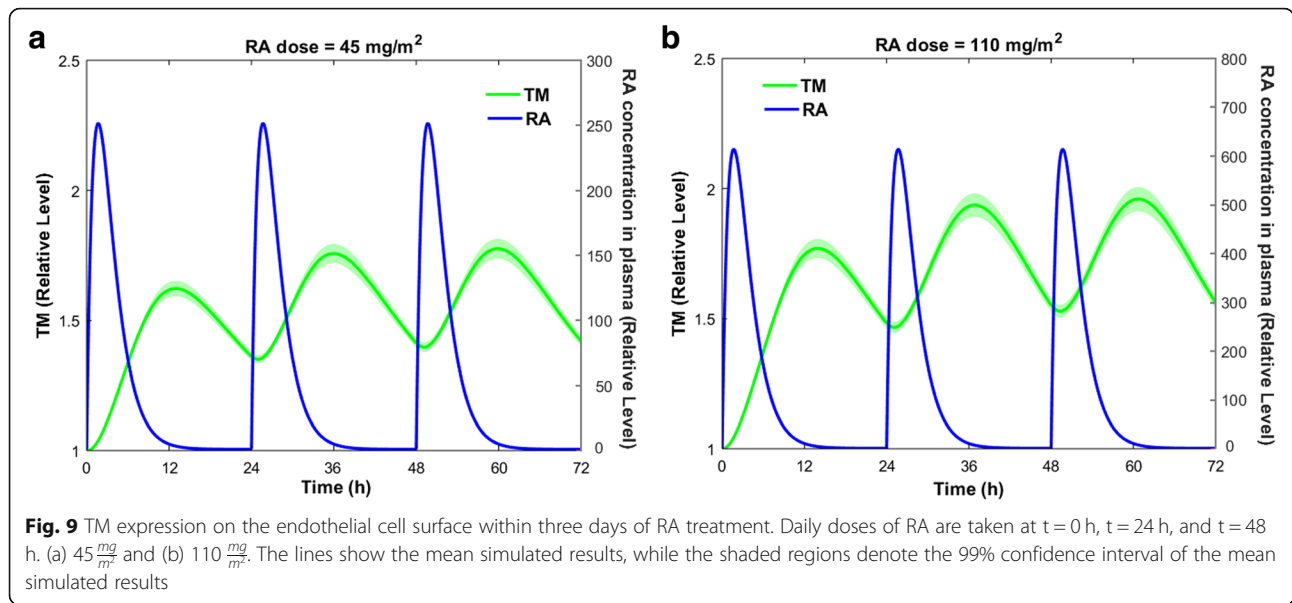 a
RA dose = 45 mg/m²
2.5
2
1.5
1
TM (Relative Level)
TM
RA
300
250
200
150
100
50
0
RA concentration in plasma (Relative Level)
0 12 24 36 48 60 72
Time (h)
b
RA dose = 110 mg/m²
2.5
2
1.5
1
TM (Relative Level)
TM
RA
800
700
600
500
400
300
200
100
0
RA concentration in plasma (Relative Level)
0 12 24 36 48 60 72
Time (h)
Fig. 9 TM expression on the endothelial cell surface within three days of RA treatment. Daily doses of RA are taken at t = 0 h, t = 24 h, and t = 48
h. (a) 45 mg/m² and (b) 110 mg/m². The lines show the mean simulated results, while the shaded regions denote the 99% confidence interval of the mean
simulated results